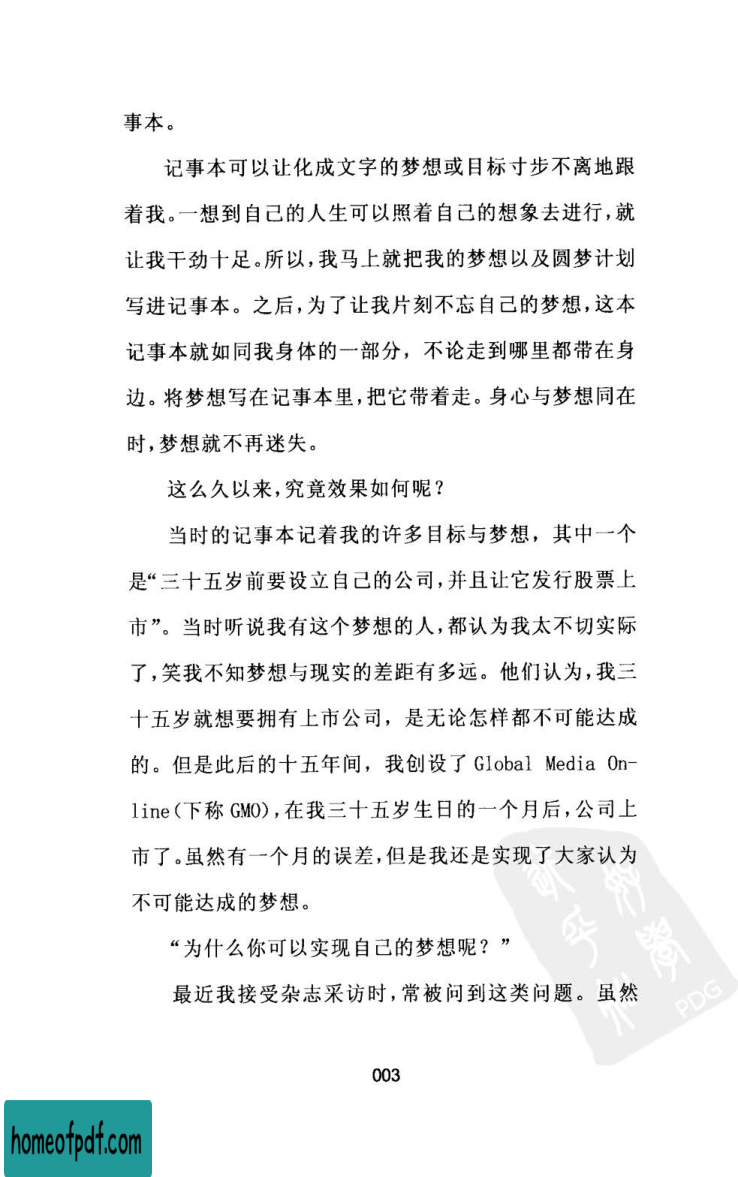 事本。
记事本可以让化成文字的梦想或目标寸步不离地跟
着我。一想到自己的人生可以照着自己的想象去进行,就
让我干劲十足。所以,我马上就把我的梦想以及圆梦计划
写进记事本。之后,为了让我片刻不忘自己的梦想,这本
记事本就如同我身体的一部分，不论走到哪里都带在身
边。将梦想写在记事本里,把它带着走。身心与梦想同在
时,梦想就不再迷失。
这么久以来,究竟效果如何呢？
当时的记事本记着我的许多目标与梦想，其中一个
是“三十五岁前要设立自己的公司,并且让它发行股票上
市”。当时听说我有这个梦想的人,都认为我太不切实际
了,笑我不知梦想与现实的差距有多远。他们认为,我三
十五岁就想要拥有上市公司，是无论怎样都不可能达成
的。但是此后的十五年间，我创设了 Global Media On-
line(下称 GMO),在我三十五岁生日的一个月后,公司上
市了。虽然有一个月的误差,但是我还是实现了大家认为
不可能达成的梦想。
“为什么你可以实现自己的梦想呢？”
最近我接受杂志采访时,常被问到这类问题。虽然
PDG
003
homeofpdf.com